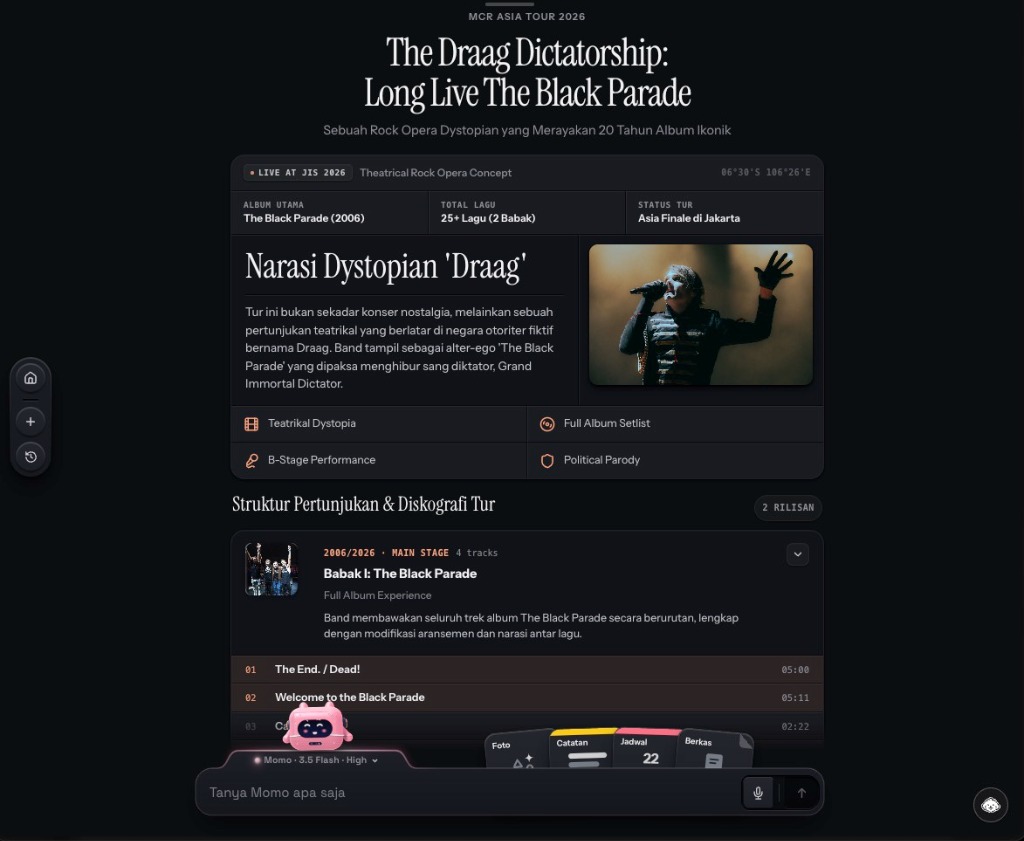 MCR ASIA TOUR 2026
The Draag Dictatorship:
Long Live The Black Parade
Sebuah Rock Opera Dystopian yang Merayakan 20 Tahun Album Ikonik
LIVE AT JIS 2026 Theatrical Rock Opera Concept 06°30'S 106°26'E
ALBUM UTAMA
The Black Parade (2006)
TOTAL LAGU
25+ Lagu (2 Babak)
STATUS TUR
Asia Finale di Jakarta
Narasi Dystopian 'Draag'
Tur ini bukan sekadar konser nostalgia, melainkan sebuah
pertunjukan teatrikal yang berlatar di negara otoriter fiktif
bernama Draag. Band tampil sebagai alter-ego 'The Black
Parade' yang dipaksa menghibur sang diktator, Grand
Immortal Dictator.
Teatrikal Dystopia
Full Album Setlist
B-Stage Performance
Political Parody
Struktur Pertunjukan & Diskografi Tur
2 RILISAN
2006/2026 · MAIN STAGE 4 tracks
Babak I: The Black Parade
Full Album Experience
Band membawakan seluruh trek album The Black Parade secara berurutan, lengkap
dengan modifikasi aransemen dan narasi antar lagu.
01 The End. / Dead! 05:00
02 Welcome to the Black Parade 05:11
03 02:22
Foto
Catatan
Jadwal
22
Berkas
Momo · 3.5 Flash · High
Tanya Momo apa saja